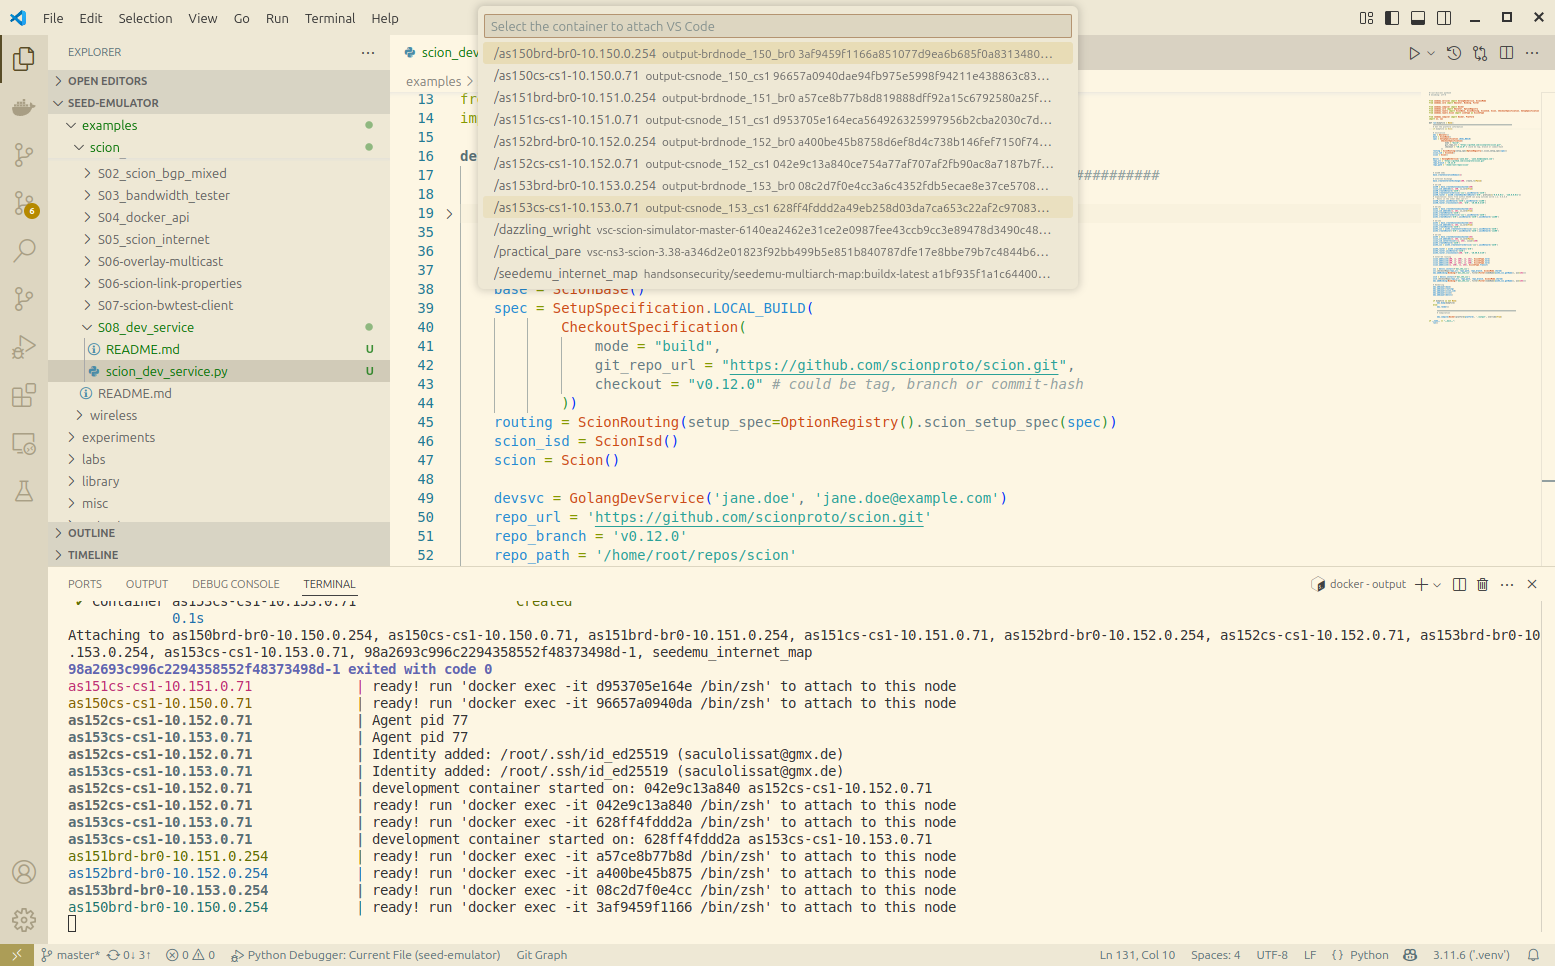 File Edit Selection View Go Run Terminal Help
Select the container to attach VS Code
/as150brd-br0-10.150.0.254 output-brdnode_150_br0 3af9459f1166a851077d9ea6b685f0a8313480...
/as150cs-cs1-10.150.0.71 output-csnode_150_cs1 96657a0940dae94fb975e5998f94211e438863c83...
/as151brd-br0-10.151.0.254 output-brdnode_151_br0 a57ce8b77b8d819888dff92a15c6792580a25f...
/as151cs-cs1-10.151.0.71 output-csnode_151_cs1 d953705e164eca564926325997956b2cba2030c7d...
/as152brd-br0-10.152.0.254 output-brdnode_152_br0 a400be45b8758d6ef8d4c738b146fef7150f74...
/as152cs-cs1-10.152.0.71 output-csnode_152_cs1 042e9c13a840ce754a77af707af2fb90ac8a7187b7f...
/as153brd-br0-10.153.0.254 output-brdnode_153_br0 08c2d7f0e4cc3a6c4352fdb5ecae8e37ce5708...
/as153cs-cs1-10.153.0.71 output-csnode_153_cs1 628ff4fddd2a49eb258d03da7ca653c22af2c97083...
/dazzling_wright vsc-scion-simulator-master-6140ea2462e31ce2e0987fee43ccb9cc3e89478d3490c48...
/practical_pare vsc-ns3-scion-3.38-a346d2e01823f92bb499b5e851b840787dfe17e8bbe79b7c4844b6...
/seedemu_internet_map handsonsecurity/seedemu-multiarch-map:buildx-latest a1bf935f1a1c64400...
EXPLORER ...
OPEN EDITORS
SEED-EMULATOR
examples
scion
S02_scion_bgp_mixed
S03_bandwidth_tester
S04_docker_api
S05_scion_internet
S06-overlay-multicast
S06-scion-link-properties
S07-scion-bwtest-client
S08_dev_service
README.md U
scion_dev_service.py U
README.md
wireless
experiments
labs
library
misc
OUTLINE
TIMELINE
6
scion_dev
examples >
13 fr
14 im
15
16 de
17 ##########
18
19
35
36
37
38 base = ScionBase()
39 spec = SetupSpecification.LOCAL_BUILD(
40 CheckoutSpecification(
41 mode = "build",
42 git_repo_url = "https://github.com/scionproto/scion.git",
43 checkout = "v0.12.0" # could be tag, branch or commit-hash
44 ))
45 routing = ScionRouting(setup_spec=OptionRegistry().scion_setup_spec(spec))
46 scion_isd = ScionIsd()
47 scion = Scion()
48
49 devsvc = GolangDevService('jane.doe', 'jane.doe@example.com')
50 repo_url = 'https://github.com/scionproto/scion.git'
51 repo_branch = 'v0.12.0'
52 repo_path = '/home/root/repos/scion'
PORTS OUTPUT DEBUG CONSOLE TERMINAL docker - output
✔ Container as153cs-cs1-10.153.0.71 Created
0.1s
Attaching to as150brd-br0-10.150.0.254, as150cs-cs1-10.150.0.71, as151brd-br0-10.151.0.254, as151cs-cs1-10.151.0.71, as152brd-br0-10.152.0.254, as152cs-cs1-10.152.0.71, as153brd-br0-10
.153.0.254, as153cs-cs1-10.153.0.71, 98a2693c996c2294358552f48373498d-1, seedemu_internet_map
98a2693c996c2294358552f48373498d-1 exited with code 0
as151cs-cs1-10.151.0.71 | ready! run 'docker exec -it d953705e164e /bin/zsh' to attach to this node
as150cs-cs1-10.150.0.71 | ready! run 'docker exec -it 96657a0940da /bin/zsh' to attach to this node
as152cs-cs1-10.152.0.71 | Agent pid 77
as153cs-cs1-10.153.0.71 | Agent pid 77
as152cs-cs1-10.152.0.71 | Identity added: /root/.ssh/id_ed25519 (saculolissat@gmx.de)
as153cs-cs1-10.153.0.71 | Identity added: /root/.ssh/id_ed25519 (saculolissat@gmx.de)
as152cs-cs1-10.152.0.71 | development container started on: 042e9c13a840 as152cs-cs1-10.152.0.71
as152cs-cs1-10.152.0.71 | ready! run 'docker exec -it 042e9c13a840 /bin/zsh' to attach to this node
as153cs-cs1-10.153.0.71 | ready! run 'docker exec -it 628ff4fddd2a /bin/zsh' to attach to this node
as153cs-cs1-10.153.0.71 | development container started on: 628ff4fddd2a as153cs-cs1-10.153.0.71
as151brd-br0-10.151.0.254 | ready! run 'docker exec -it a57ce8b77b8d /bin/zsh' to attach to this node
as152brd-br0-10.152.0.254 | ready! run 'docker exec -it a400be45b875 /bin/zsh' to attach to this node
as153brd-br0-10.153.0.254 | ready! run 'docker exec -it 08c2d7f0e4cc /bin/zsh' to attach to this node
as150brd-br0-10.150.0.254 | ready! run 'docker exec -it 3af9459f1166 /bin/zsh' to attach to this node
master* 0↓ 3↑ 0 0 Python Debugger: Current File (seed-emulator) Git Graph Ln 131, Col 10 Spaces: 4 UTF-8 LF { } Python 3.11.6 ('.venv')